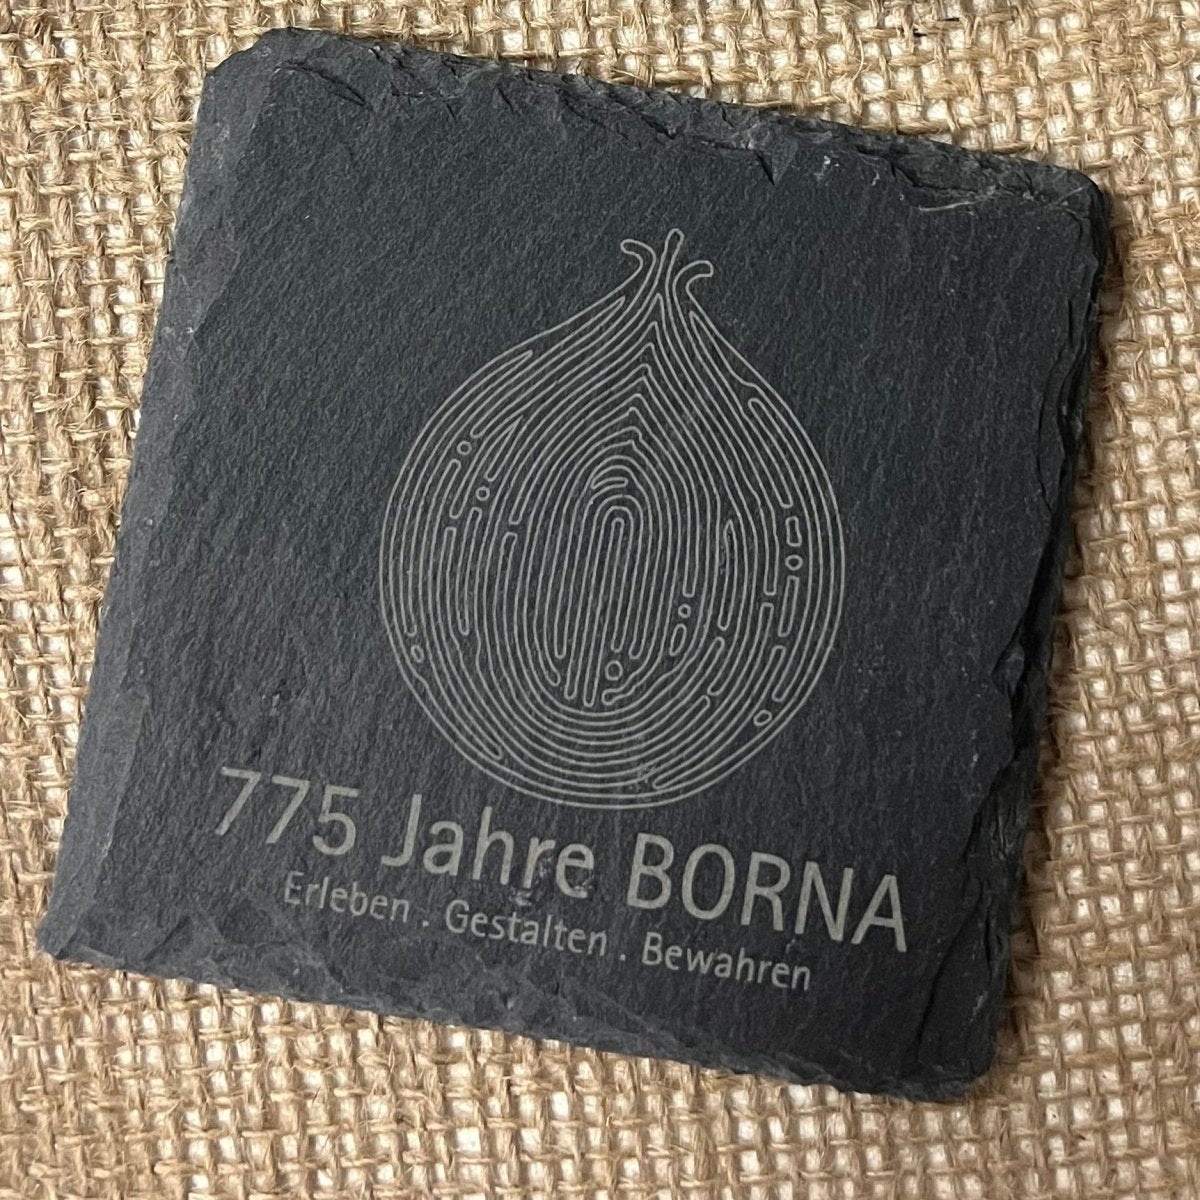 775 Jahre BORNA
Erleben . Gestalten . Bewahren